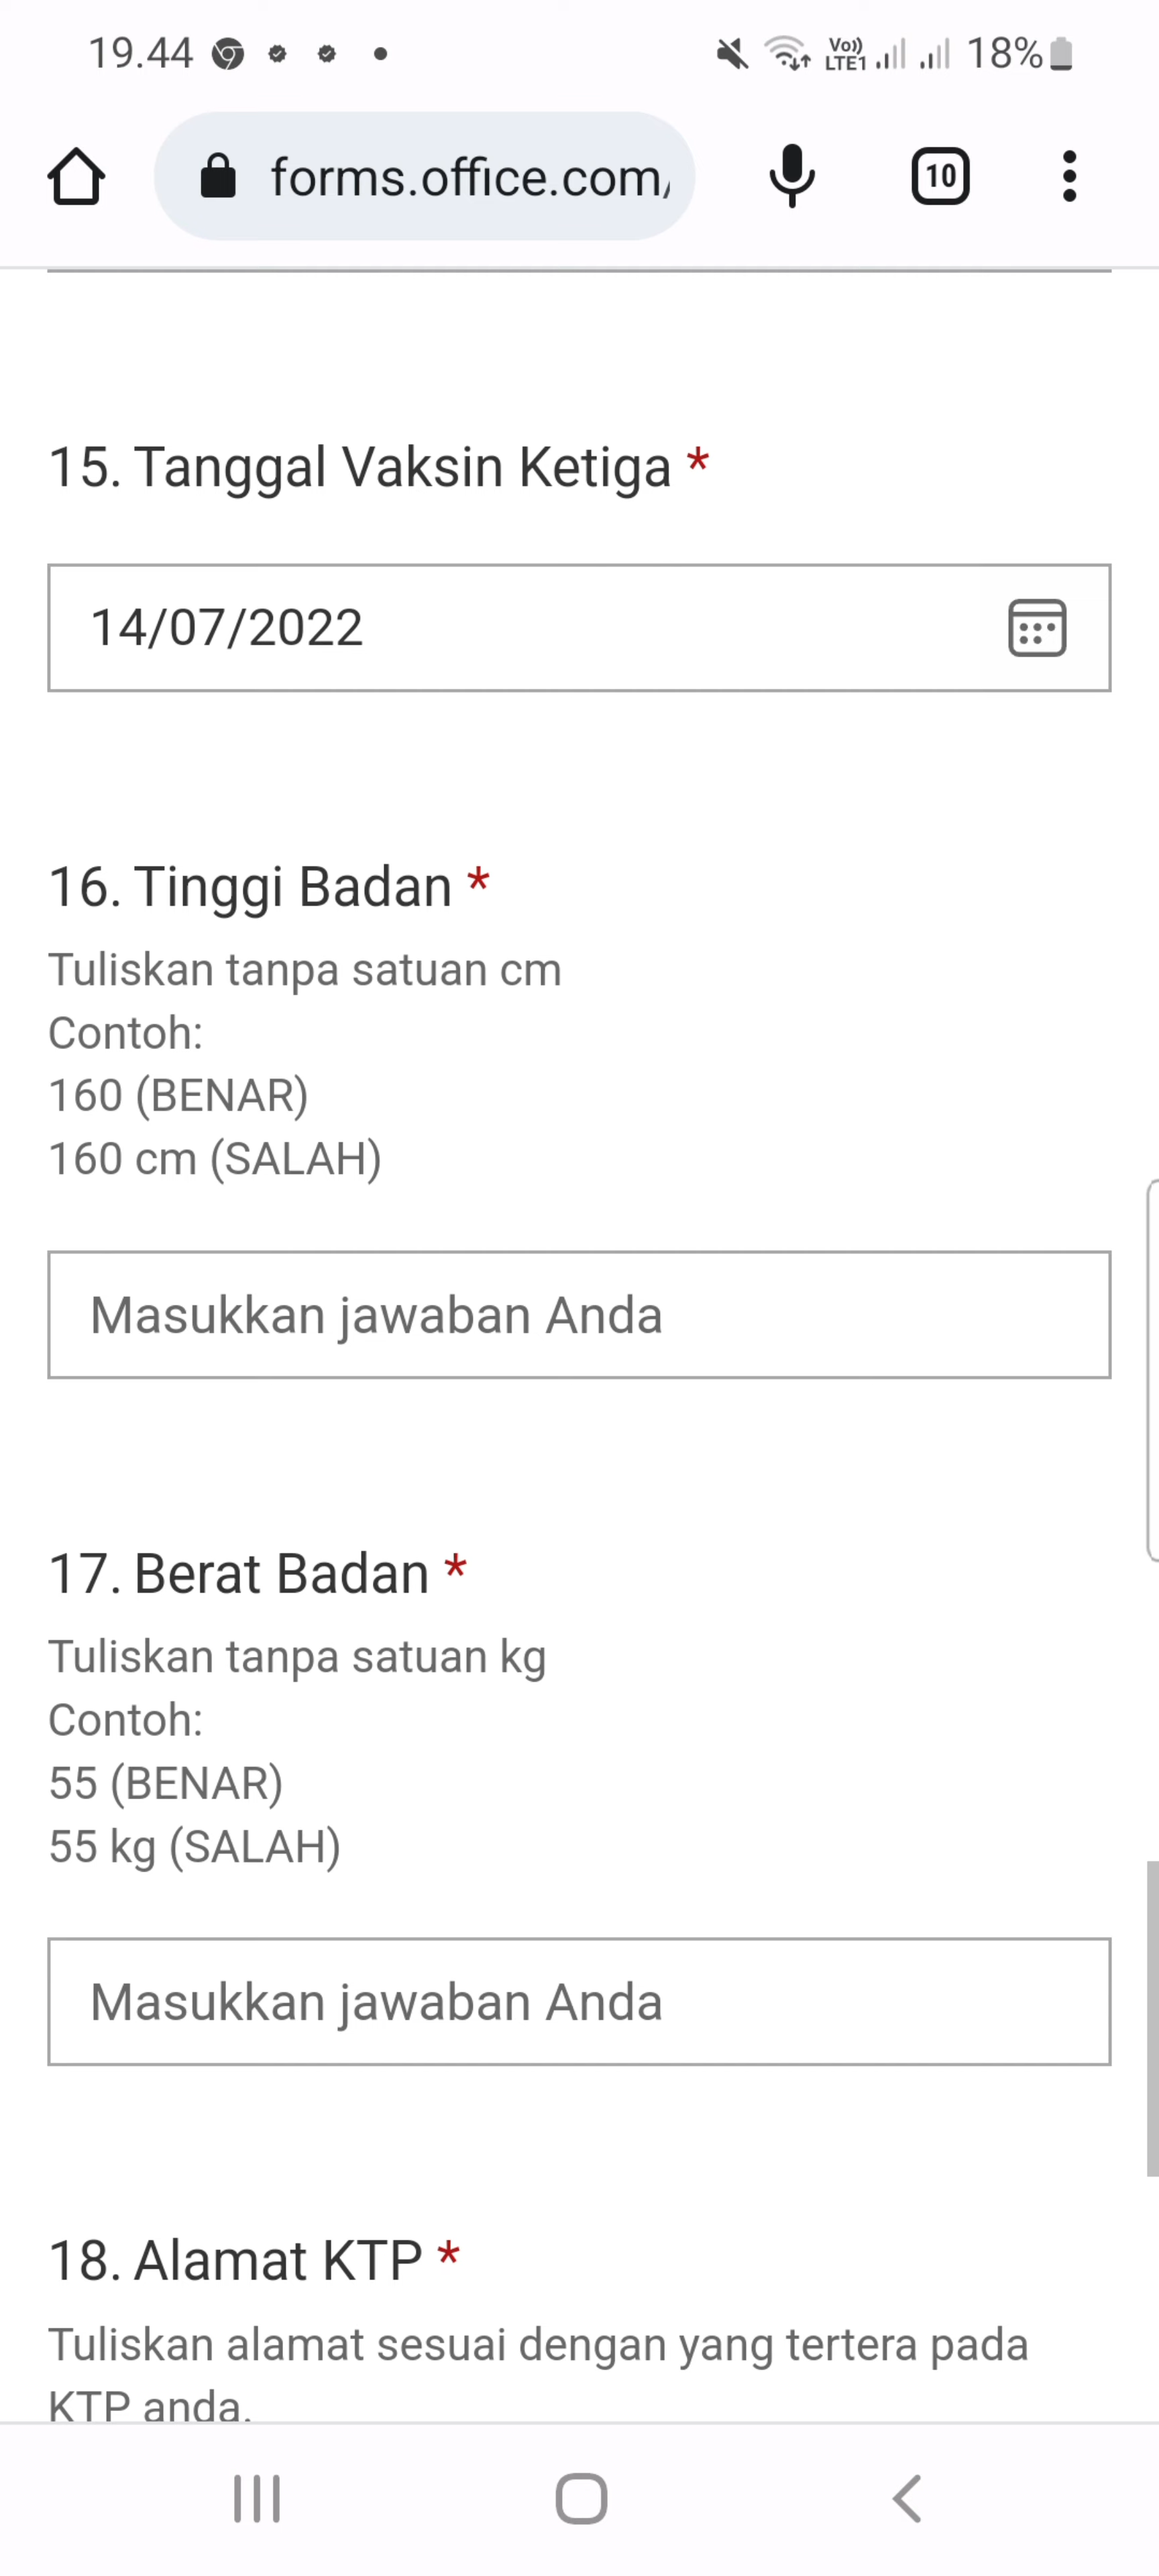 19.44
Vo)) LTE1 18%
forms.office.com/
10
15. Tanggal Vaksin Ketiga *
14/07/2022
16. Tinggi Badan *
Tuliskan tanpa satuan cm
Contoh:
160 (BENAR)
160 cm (SALAH)
Masukkan jawaban Anda
17. Berat Badan *
Tuliskan tanpa satuan kg
Contoh:
55 (BENAR)
55 kg (SALAH)
Masukkan jawaban Anda
18. Alamat KTP *
Tuliskan alamat sesuai dengan yang tertera pada
KTP anda.